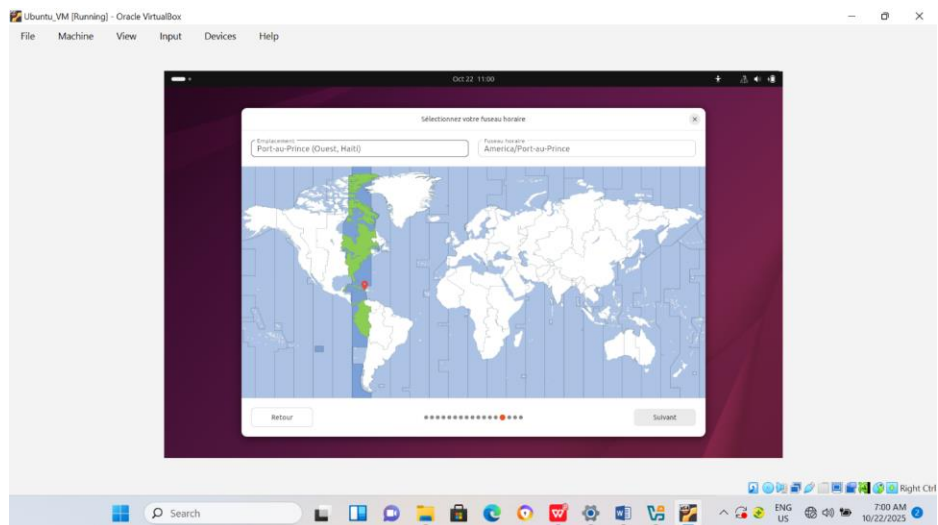 Ubuntu_VM [Running] - Oracle VirtualBox
File Machine View Input Devices Help
Oct 22 11:00
Sélectionnez votre fuseau horaire
Emplacement
Port-au-Prince (Ouest, Haiti)
Fuseau horaire
America/Port-au-Prince
Retour
Suivant
Right Ctrl
Search
ENG
US
7:00 AM
10/22/2025
2